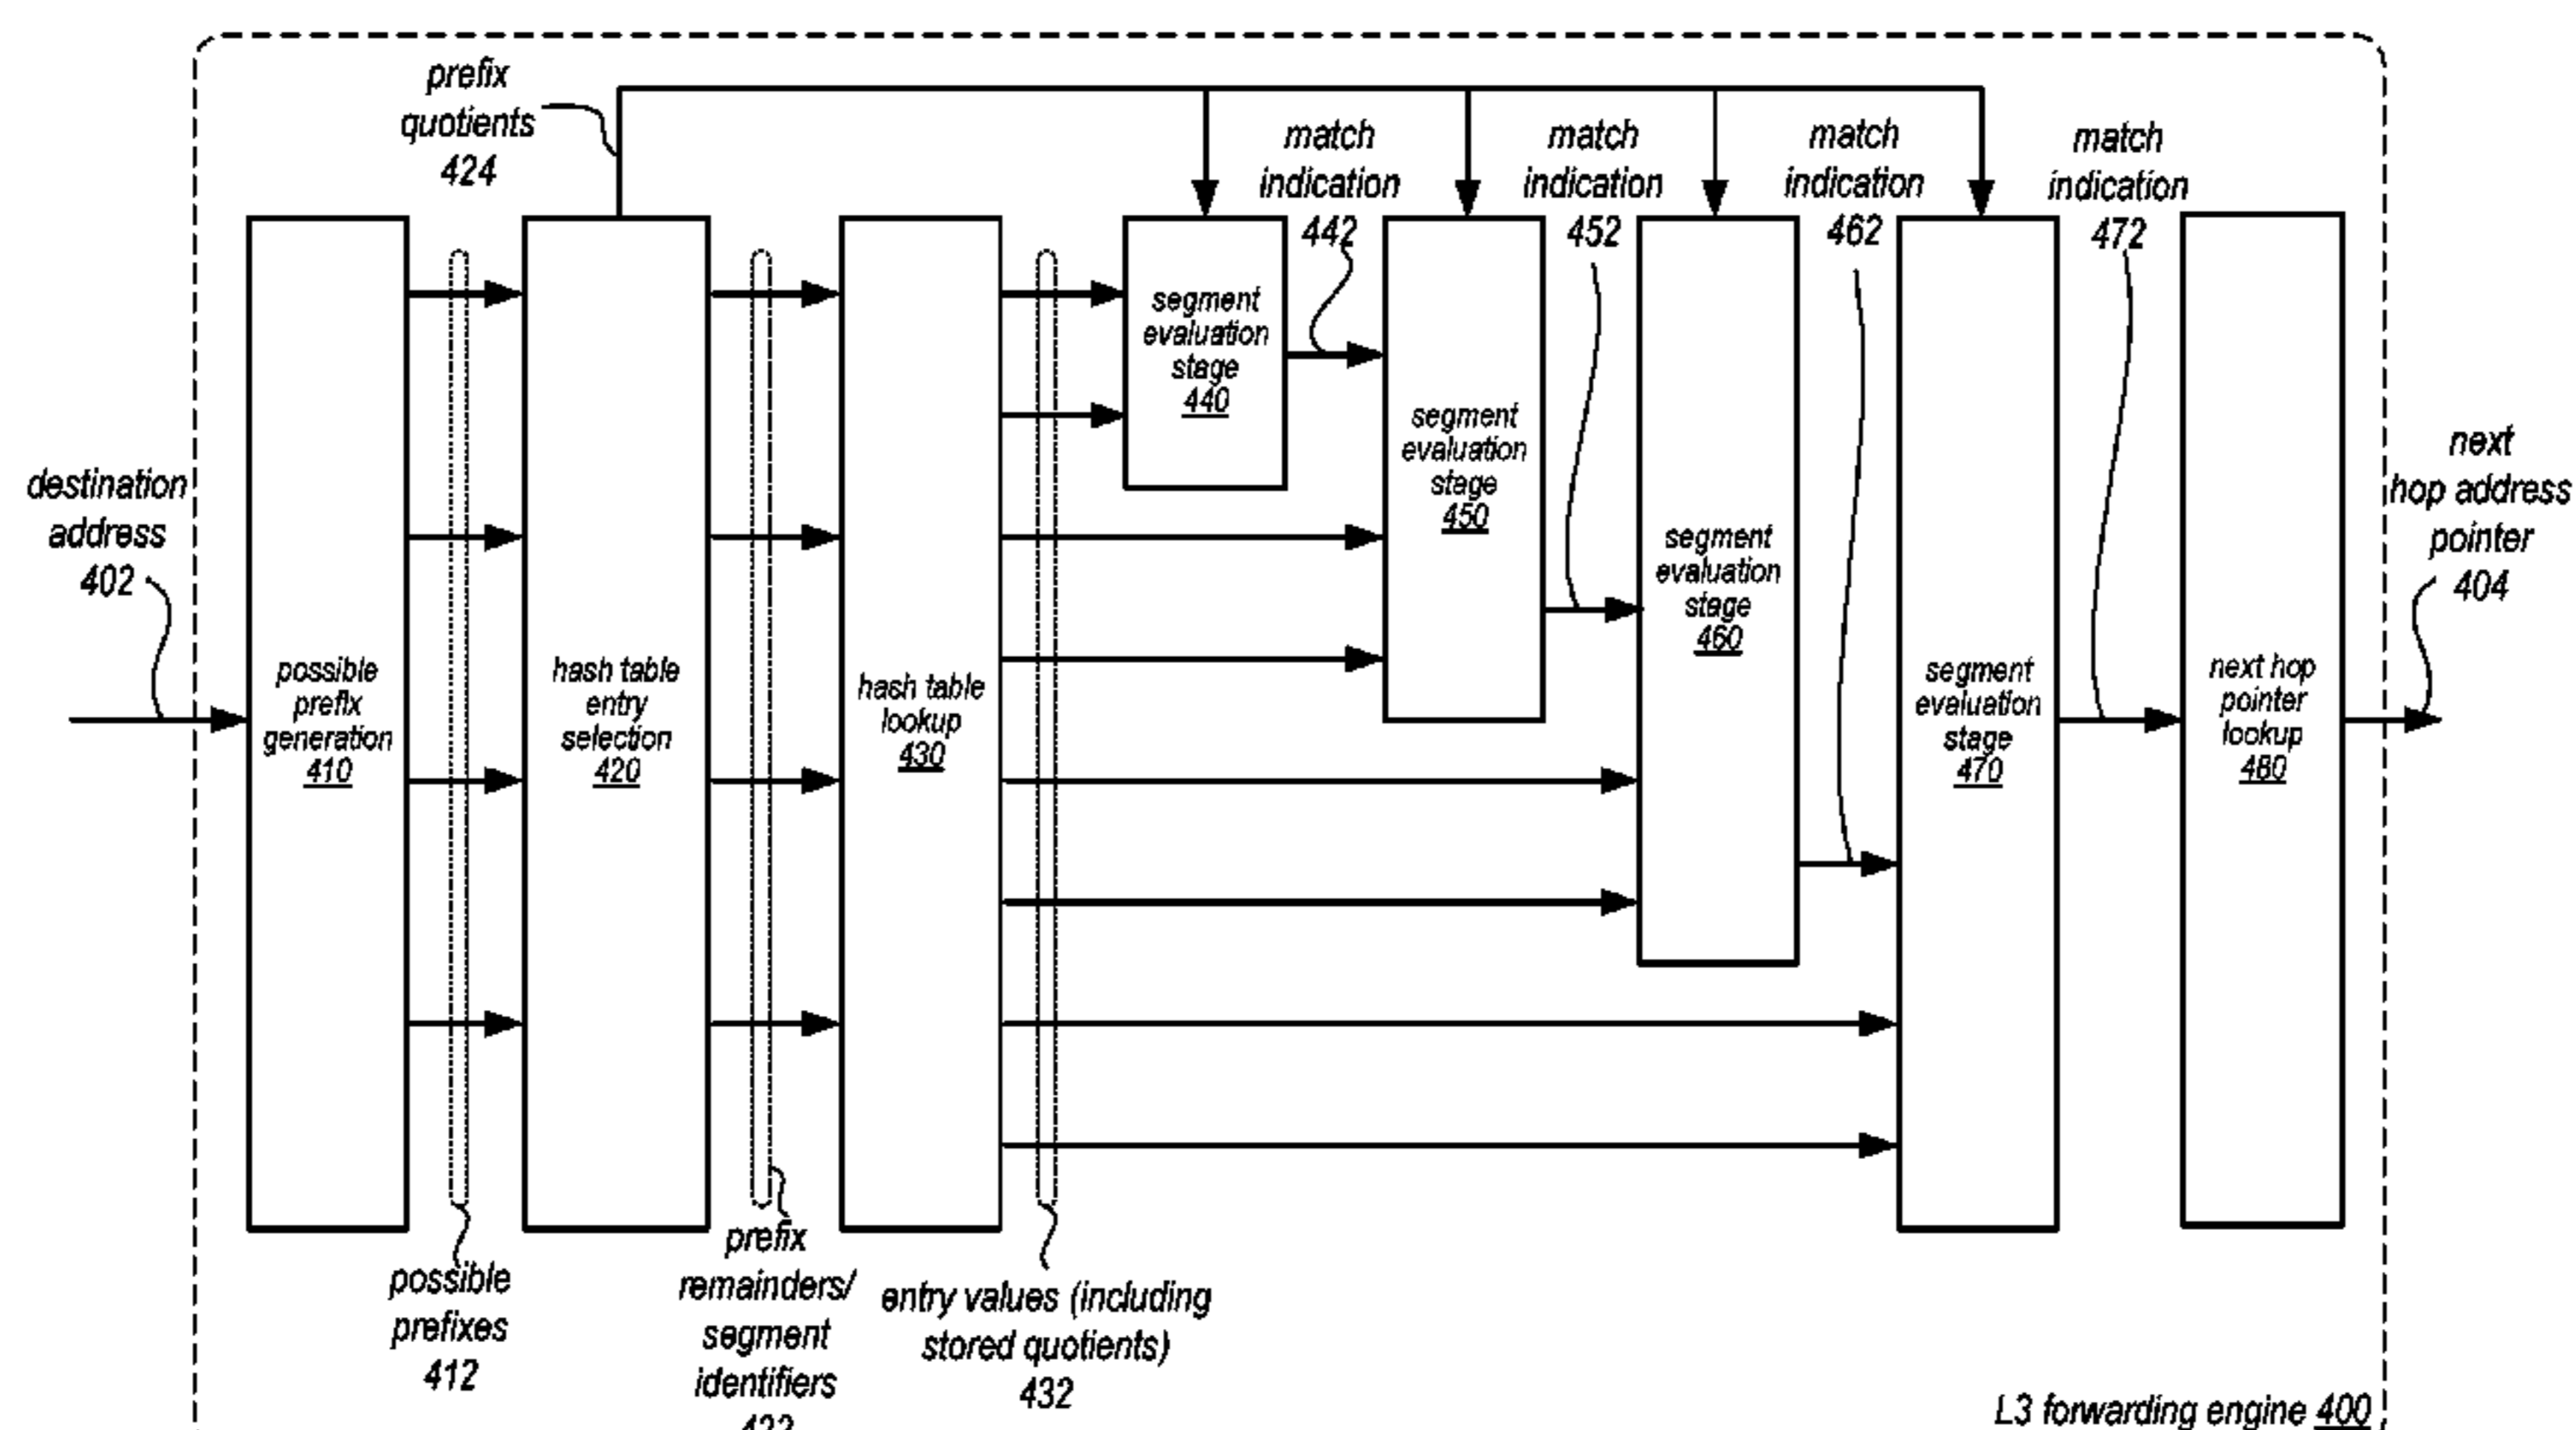 prefix
quotients
424
match
indication
442
match
indication
452
match
indication
462
match
indication
472
destination
address
402
possible
prefix
generation
410
hash table
entry
selection
420
hash table
lookup
430
segment
evaluation
stage
440
segment
evaluation
stage
450
segment
evaluation
stage
460
segment
evaluation
stage
470
next hop
pointer
lookup
480
next
hop address
pointer
404
possible
prefixes
412
prefix
remainders/
segment
identifiers
entry values (including
stored quotients)
432
L3 forwarding engine 400